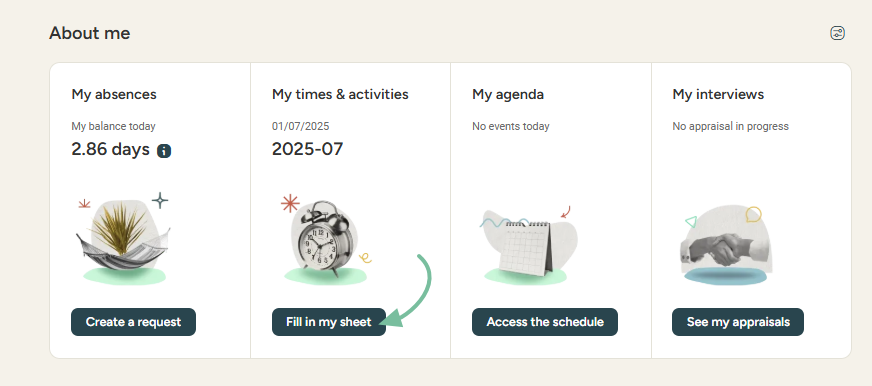 About me
My absences
My balance today
2.86 days
Create a request
My times & activities
01/07/2025
2025-07
Fill in my sheet
My agenda
No events today
Access the schedule
My interviews
No appraisal in progress
See my appraisals